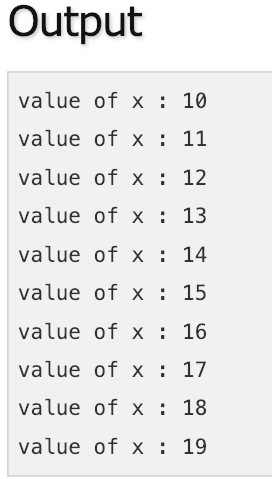 Output
value of x : 10
value of x : 11
value of x : 12
value of x : 13
value of x : 14
value of x : 15
value of x : 16
value of x : 17
value of x : 18
value of x : 19